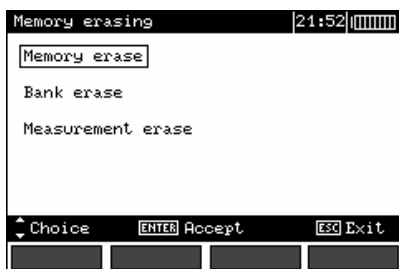 Memory erasing 21:52
Memory erase
Bank erase
Measurement erase
Choice ENTER Accept ESC Exit